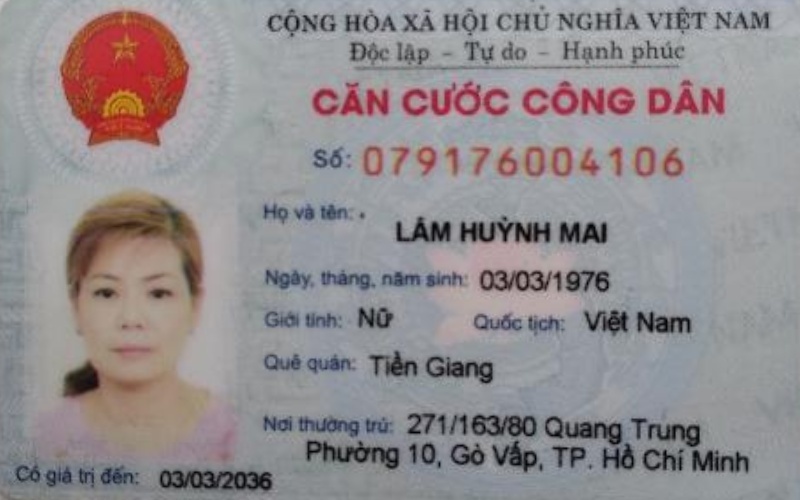 CỘNG HÒA XÃ HỘI CHỦ NGHĨA VIỆT NAM
Độc lập - Tự do - Hạnh phúc
CĂN CƯỚC CÔNG DÂN
Số: 079176004106
Họ và tên:
LÂM HUỲNH MAI
Ngày, tháng, năm sinh: 03/03/1976
Giới tính: Nữ Quốc tịch: Việt Nam
Quê quán: Tiền Giang
Nơi thường trú: 271/163/80 Quang Trung
Phường 10, Gò Vấp, TP. Hồ Chí Minh
Có giá trị đến: 03/03/2036